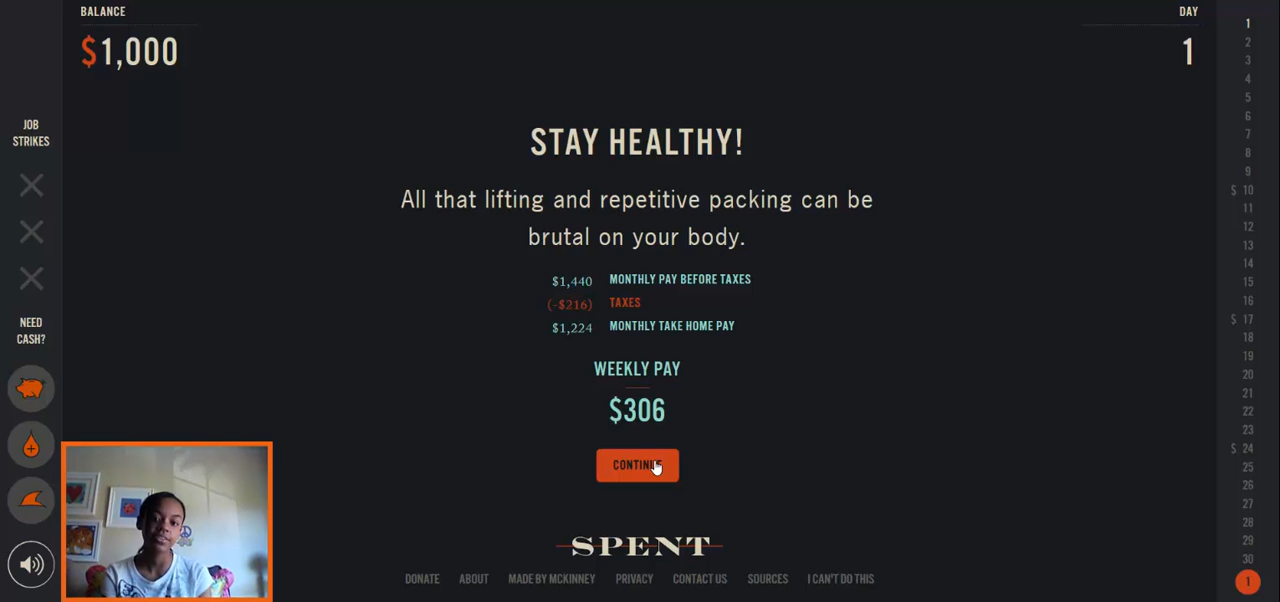 BALANCE
$1,000
DAY
1
JOB
STRIKES
NEED
CASH?
STAY HEALTHY!
All that lifting and repetitive packing can be
brutal on your body.
$1,440 MONTHLY PAY BEFORE TAXES
(-$216) TAXES
$1,224 MONTHLY TAKE HOME PAY
WEEKLY PAY
$306
CONTINUE
SPENT
DONATE ABOUT MADE BY MCKINNEY PRIVACY CONTACT US SOURCES I CAN'T DO THIS
1
2
3
4
5
6
7
8
9
$ 10
11
12
13
14
15
16
$ 17
18
19
20
21
22
23
$ 24
25
26
27
28
29
30
1